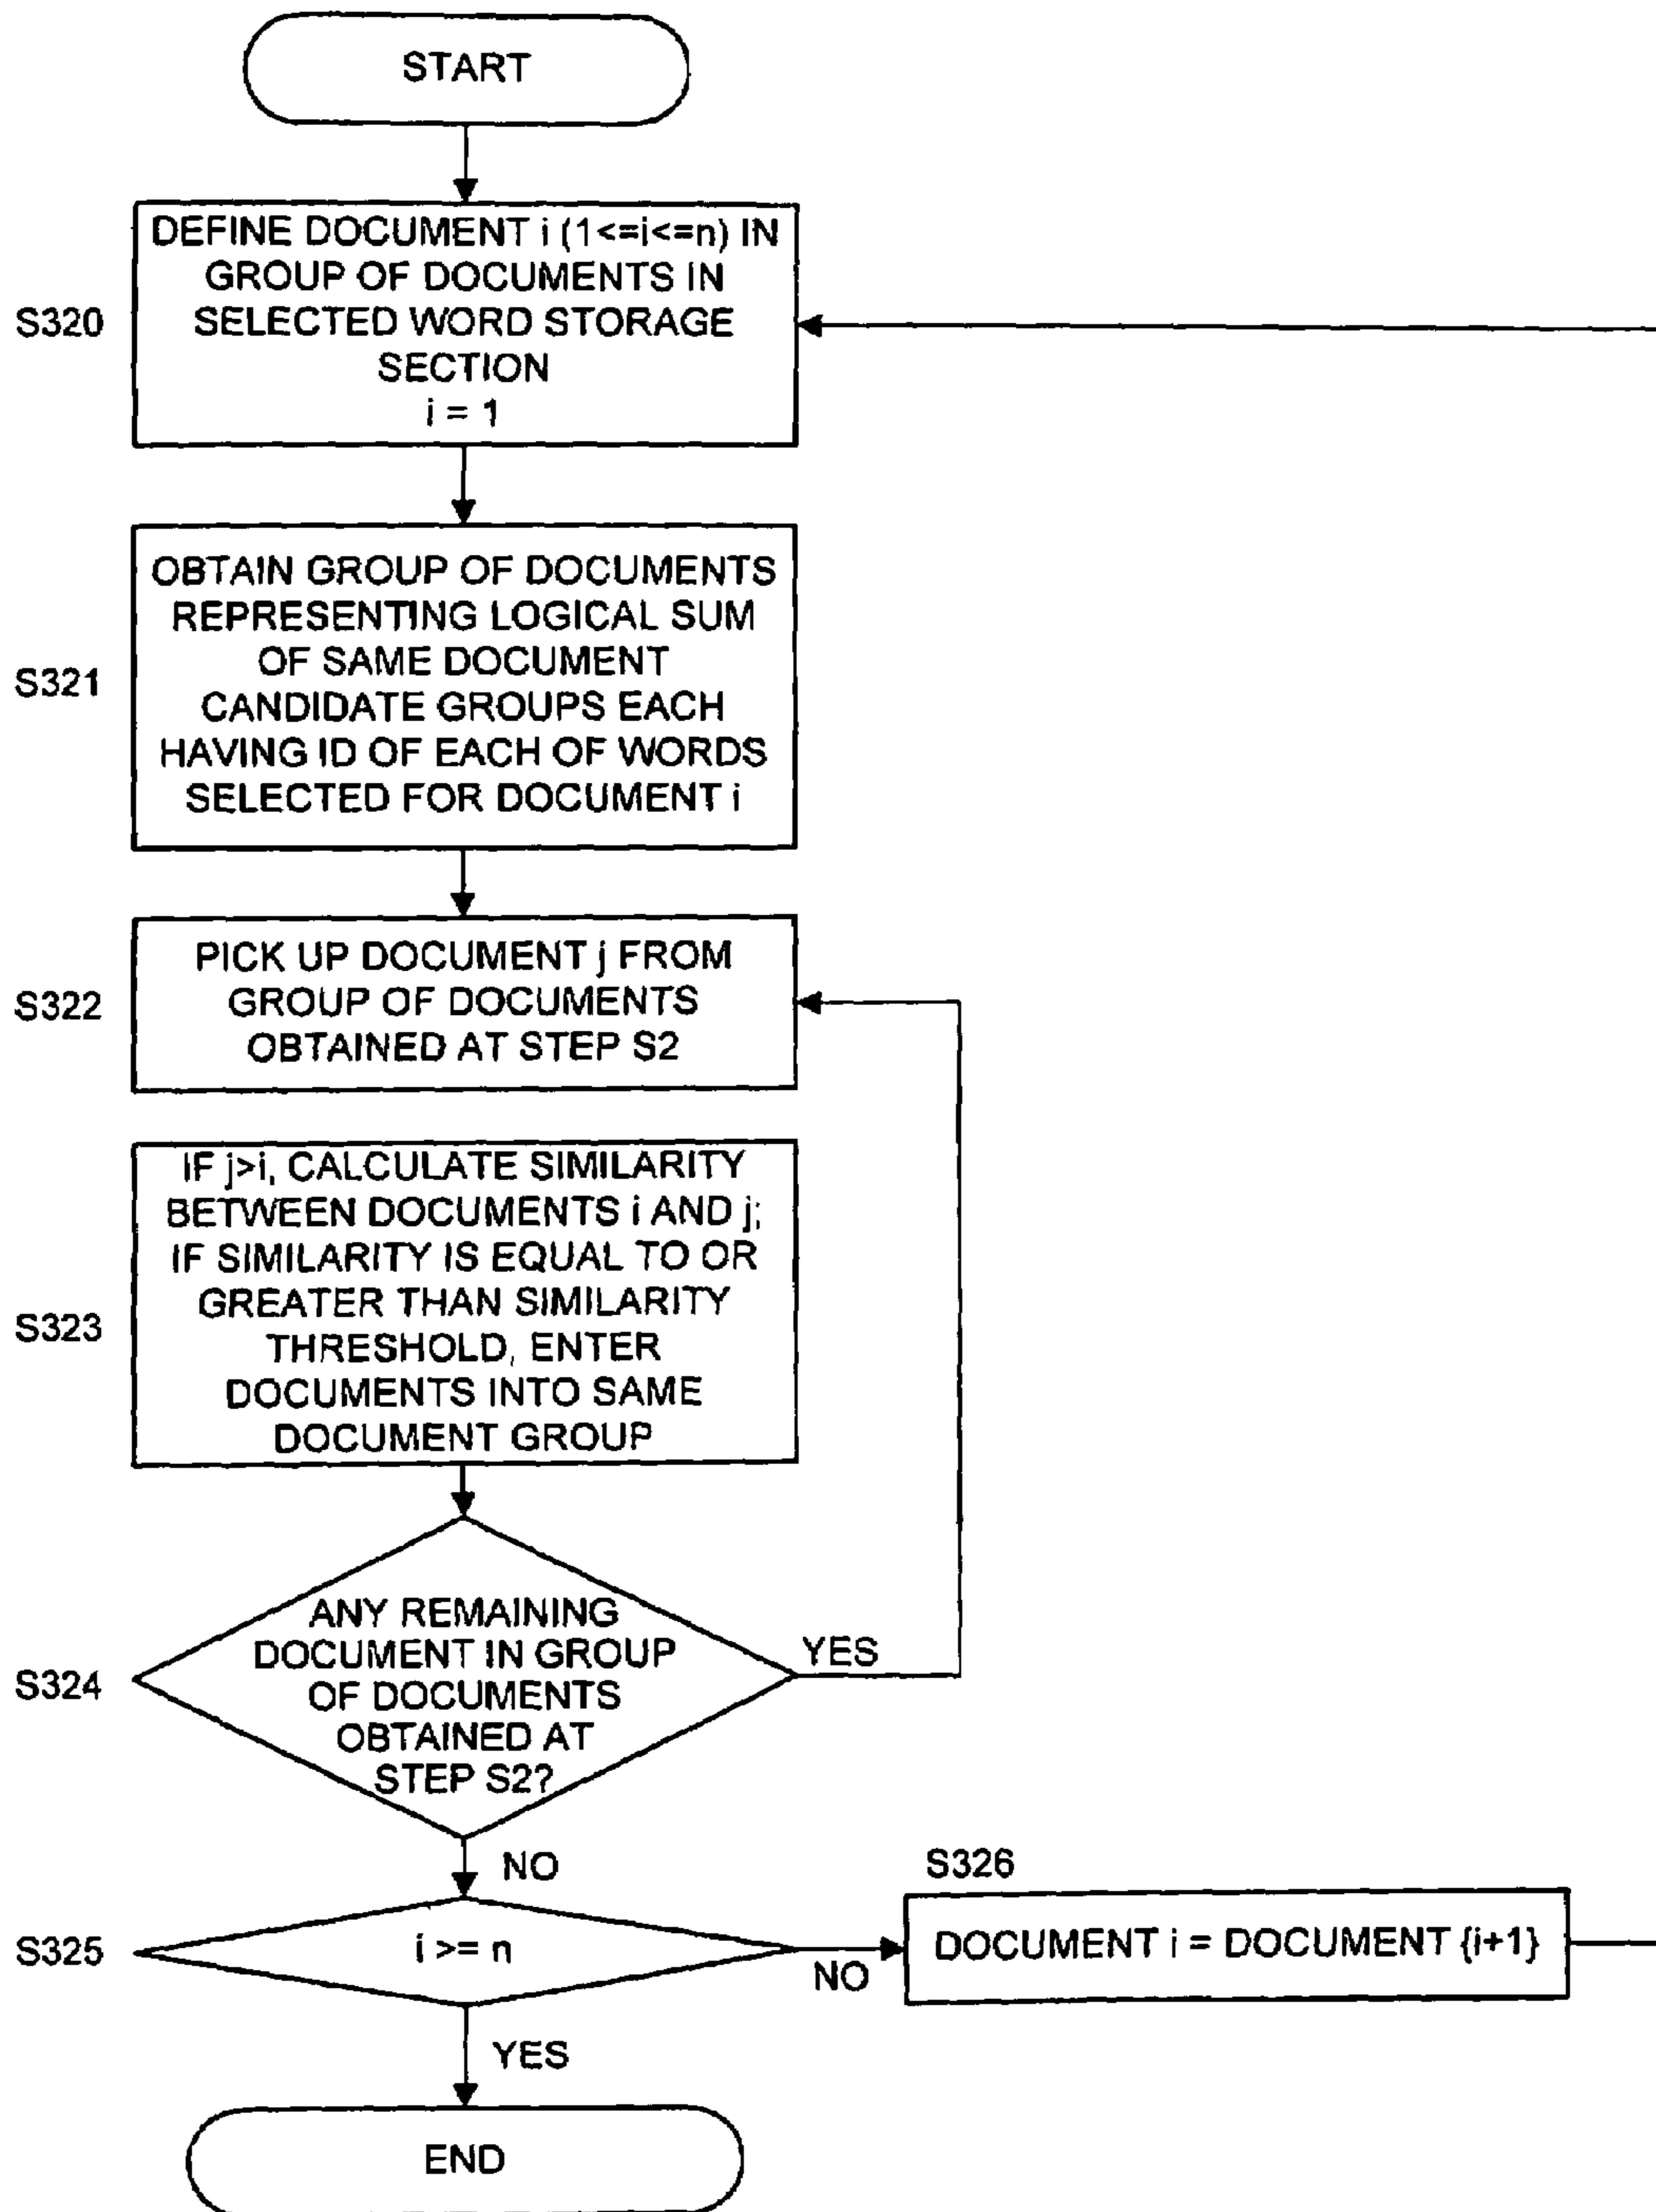 START
S320
DEFINE DOCUMENT i (1<=i<=n) IN
GROUP OF DOCUMENTS IN
SELECTED WORD STORAGE
SECTION
i = 1
S321
OBTAIN GROUP OF DOCUMENTS
REPRESENTING LOGICAL SUM
OF SAME DOCUMENT
CANDIDATE GROUPS EACH
HAVING ID OF EACH OF WORDS
SELECTED FOR DOCUMENT i
S322
PICK UP DOCUMENT j FROM
GROUP OF DOCUMENTS
OBTAINED AT STEP S2
S323
IF j>i, CALCULATE SIMILARITY
BETWEEN DOCUMENTS i AND j;
IF SIMILARITY IS EQUAL TO OR
GREATER THAN SIMILARITY
THRESHOLD, ENTER
DOCUMENTS INTO SAME
DOCUMENT GROUP
S324
ANY REMAINING
DOCUMENT IN GROUP
OF DOCUMENTS
OBTAINED AT
STEP S2?
YES
NO
S325
i >= n
NO
S326
DOCUMENT i = DOCUMENT {i+1}
YES
END